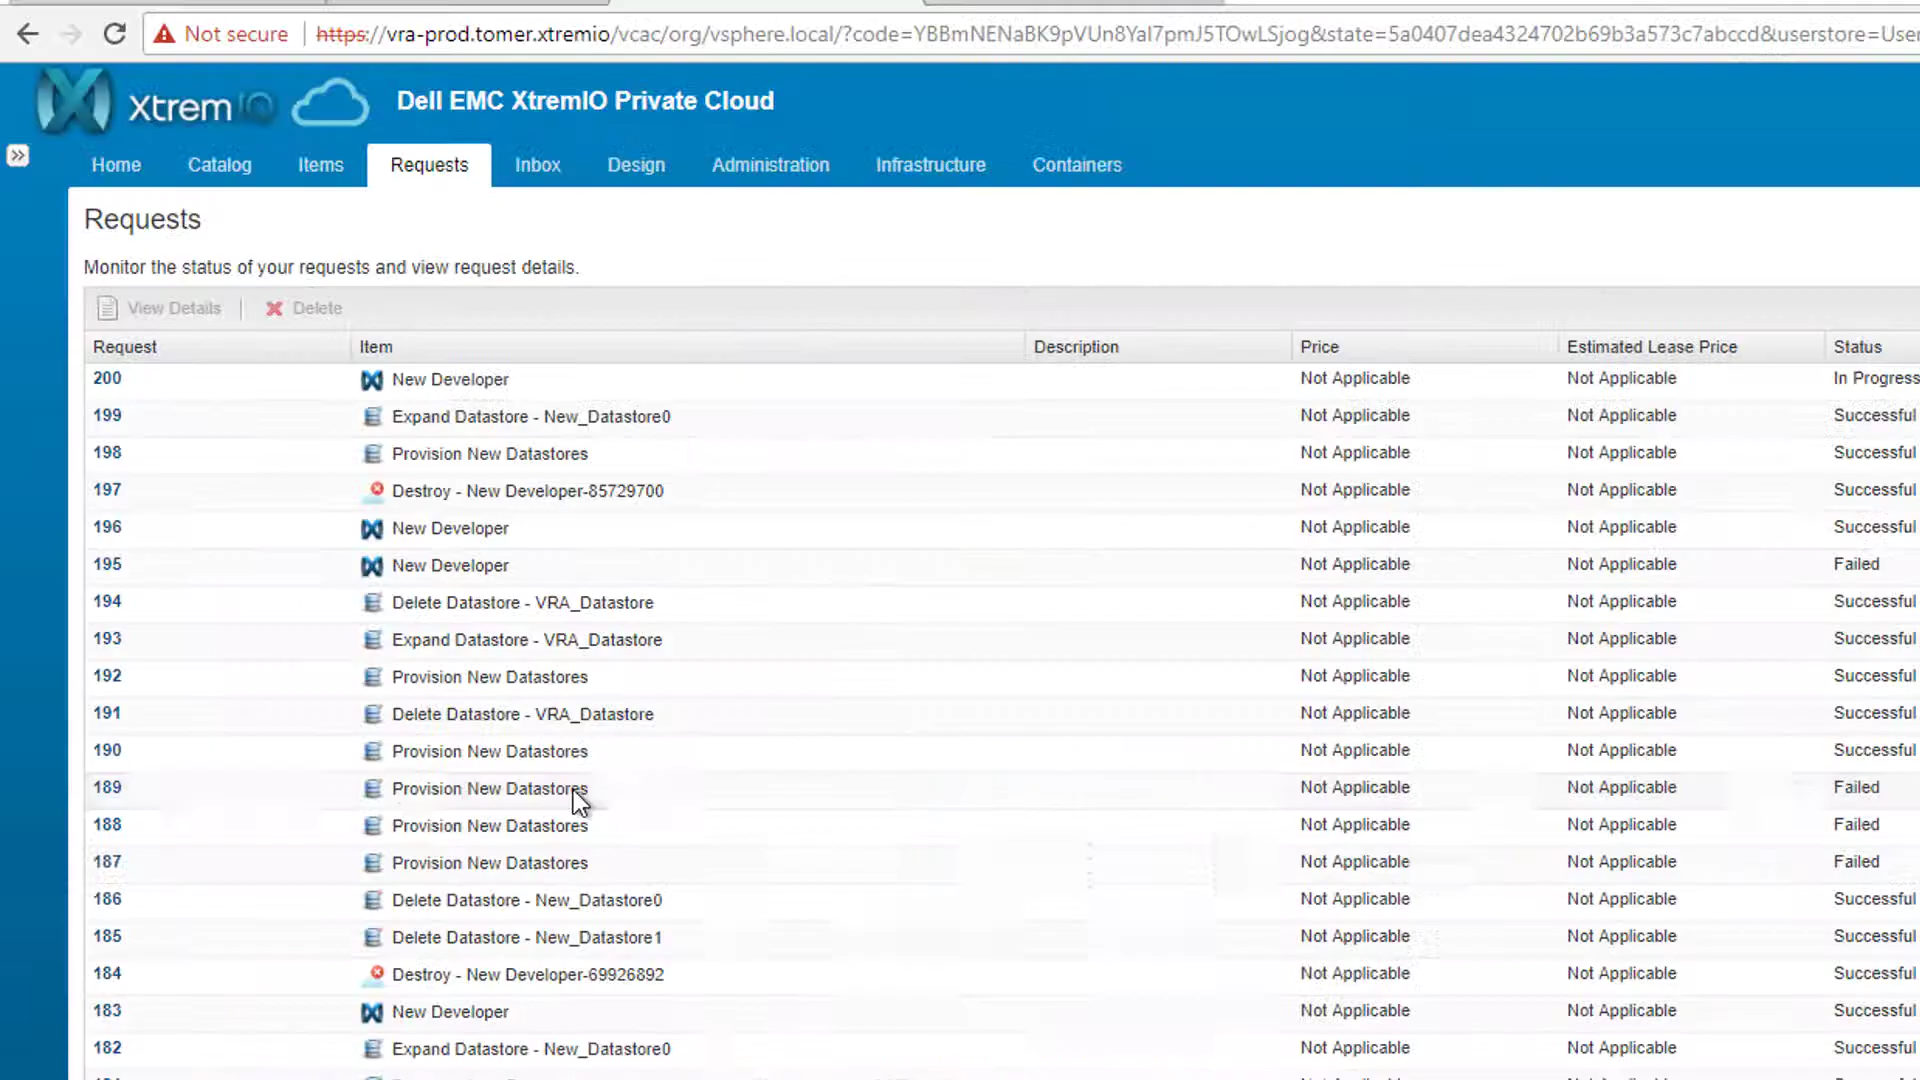 Not secure https://vra-prod.tomer.xtremio/vcac/org/vsphere.local/?code=YBBmNENaBK9pVUn8YaI7pmJ5TOwLSjog&state=5a0407dea4324702b69b3a573c7abccd&userstore=User
XtremIO Dell EMC XtremIO Private Cloud
Home Catalog Items Requests Inbox Design Administration Infrastructure Containers
Requests
Monitor the status of your requests and view request details.
View Details Delete
Request Item Description Price Estimated Lease Price Status
200 New Developer Not Applicable Not Applicable In Progress
199 Expand Datastore - New_Datastore0 Not Applicable Not Applicable Successful
198 Provision New Datastores Not Applicable Not Applicable Successful
197 Destroy - New Developer-85729700 Not Applicable Not Applicable Successful
196 New Developer Not Applicable Not Applicable Successful
195 New Developer Not Applicable Not Applicable Failed
194 Delete Datastore - VRA_Datastore Not Applicable Not Applicable Successful
193 Expand Datastore - VRA_Datastore Not Applicable Not Applicable Successful
192 Provision New Datastores Not Applicable Not Applicable Successful
191 Delete Datastore - VRA_Datastore Not Applicable Not Applicable Successful
190 Provision New Datastores Not Applicable Not Applicable Successful
189 Provision New Datastores Not Applicable Not Applicable Failed
188 Provision New Datastores Not Applicable Not Applicable Failed
187 Provision New Datastores Not Applicable Not Applicable Failed
186 Delete Datastore - New_Datastore0 Not Applicable Not Applicable Successful
185 Delete Datastore - New_Datastore1 Not Applicable Not Applicable Successful
184 Destroy - New Developer-69926892 Not Applicable Not Applicable Successful
183 New Developer Not Applicable Not Applicable Successful
182 Expand Datastore - New_Datastore0 Not Applicable Not Applicable Successful